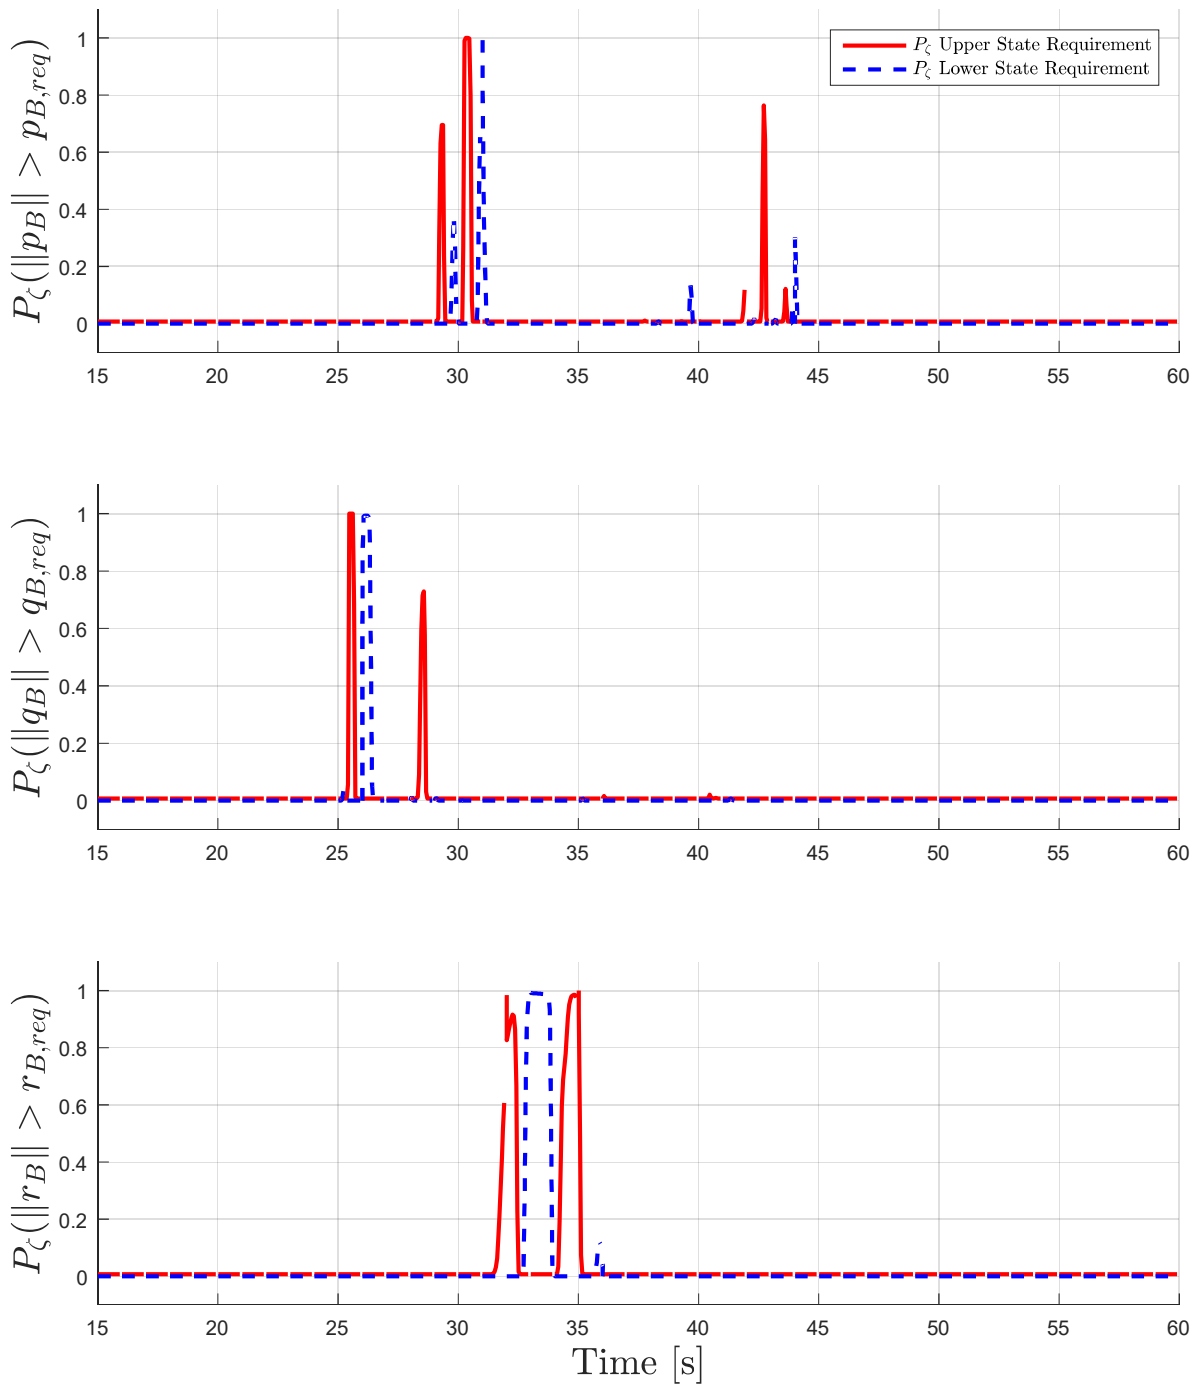 P_ζ(||p_B|| > p_{B,req})
1
0.8
0.6
0.4
0.2
0
P_ζ Upper State Requirement
P_ζ Lower State Requirement
15 20 25 30 35 40 45 50 55 60
P_ζ(||q_B|| > q_{B,req})
1
0.8
0.6
0.4
0.2
0
15 20 25 30 35 40 45 50 55 60
P_ζ(||r_B|| > r_{B,req})
1
0.8
0.6
0.4
0.2
0
15 20 25 30 35 40 45 50 55 60
Time [s]